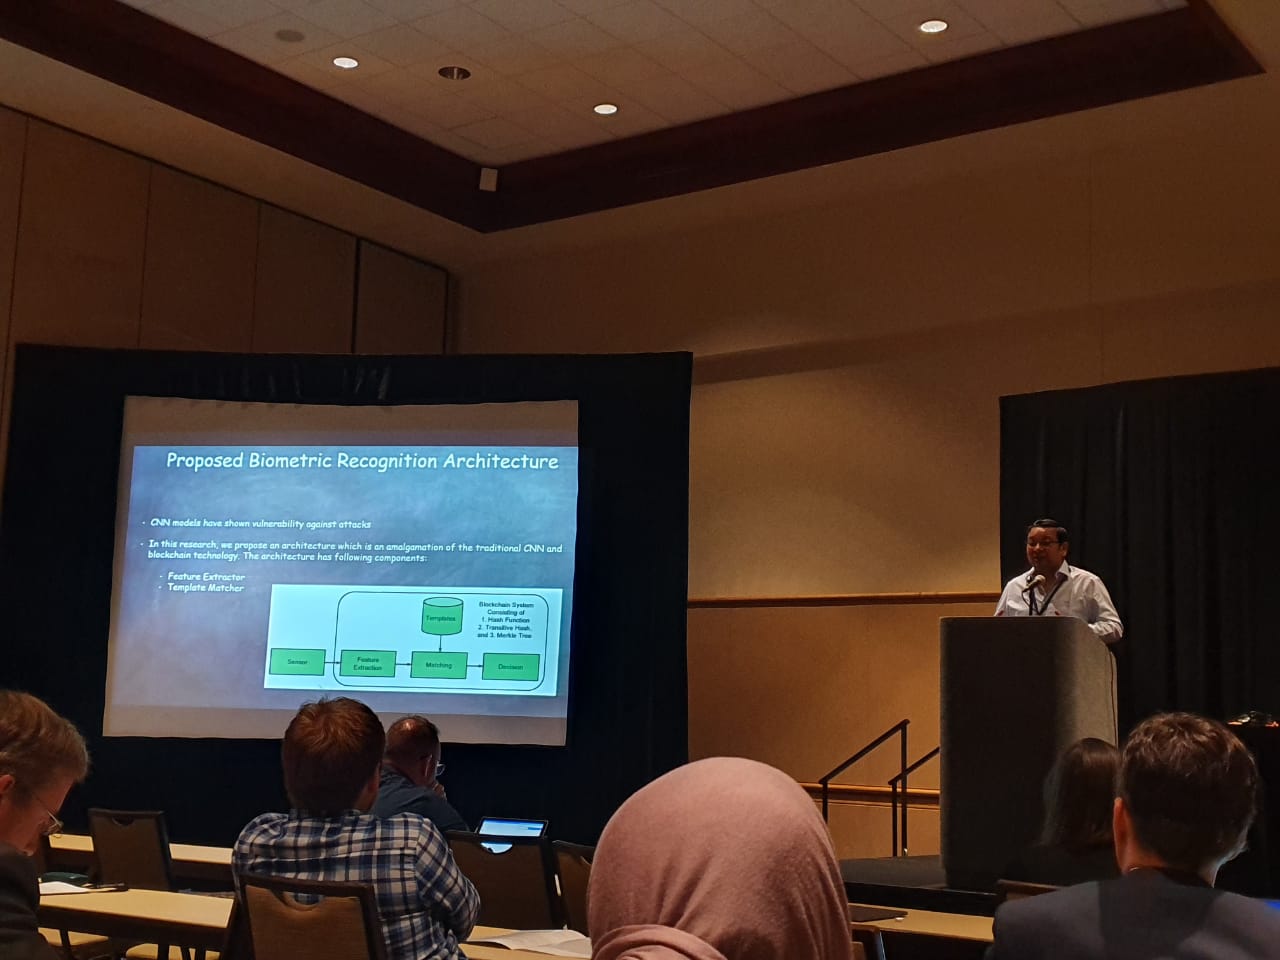 Proposed Biometric Recognition Architecture
- CNN models have shown vulnerability against attacks
- In this research, we propose an architecture which is an amalgamation of the traditional CNN and
blockchain technology. The architecture has following components:
- Feature Extractor
- Template Matcher
Blockchain System
Consisting of
1. Hash Function
2. Transitive Hash,
and 3. Merkle Tree
Templates
Sensor
Feature
Extraction
Matching
Decision